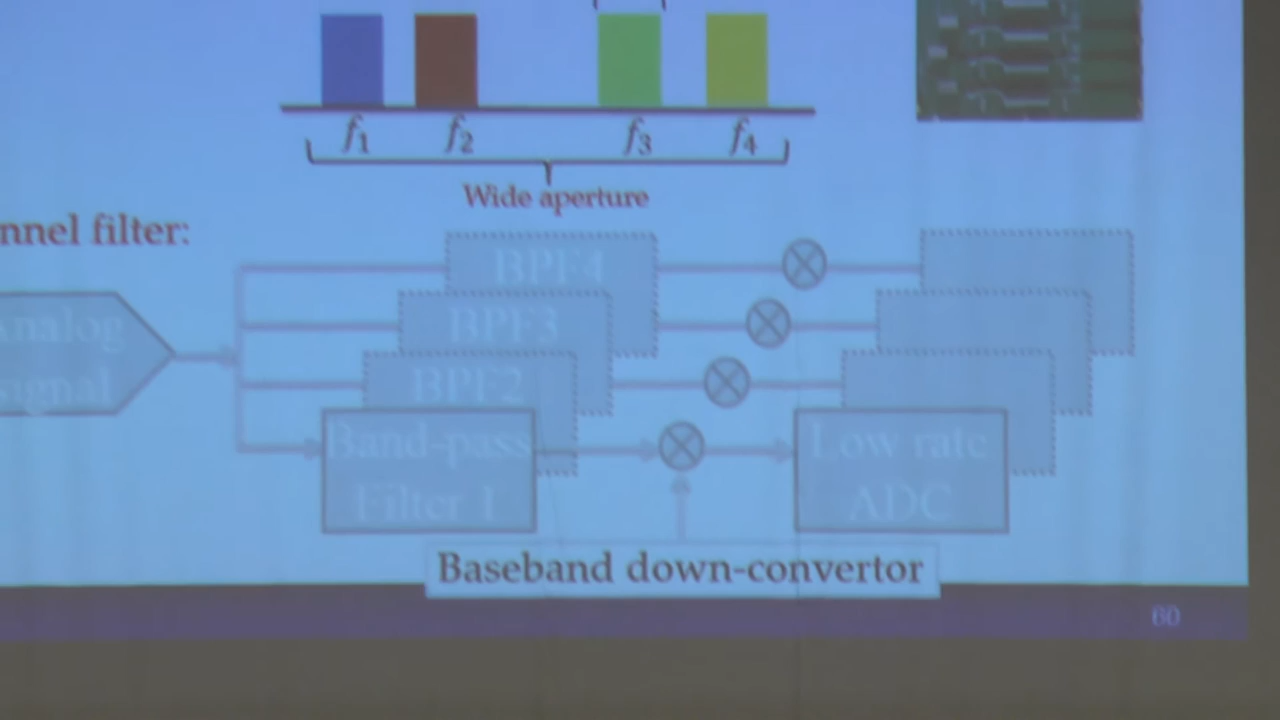 f1 f2 f3 f4
Wide aperture
nnel filter:
BPF4
Analog
signal
BPF3
BPF2
Band-pass
Filter 1
Low rate
ADC
Baseband down-convertor
60